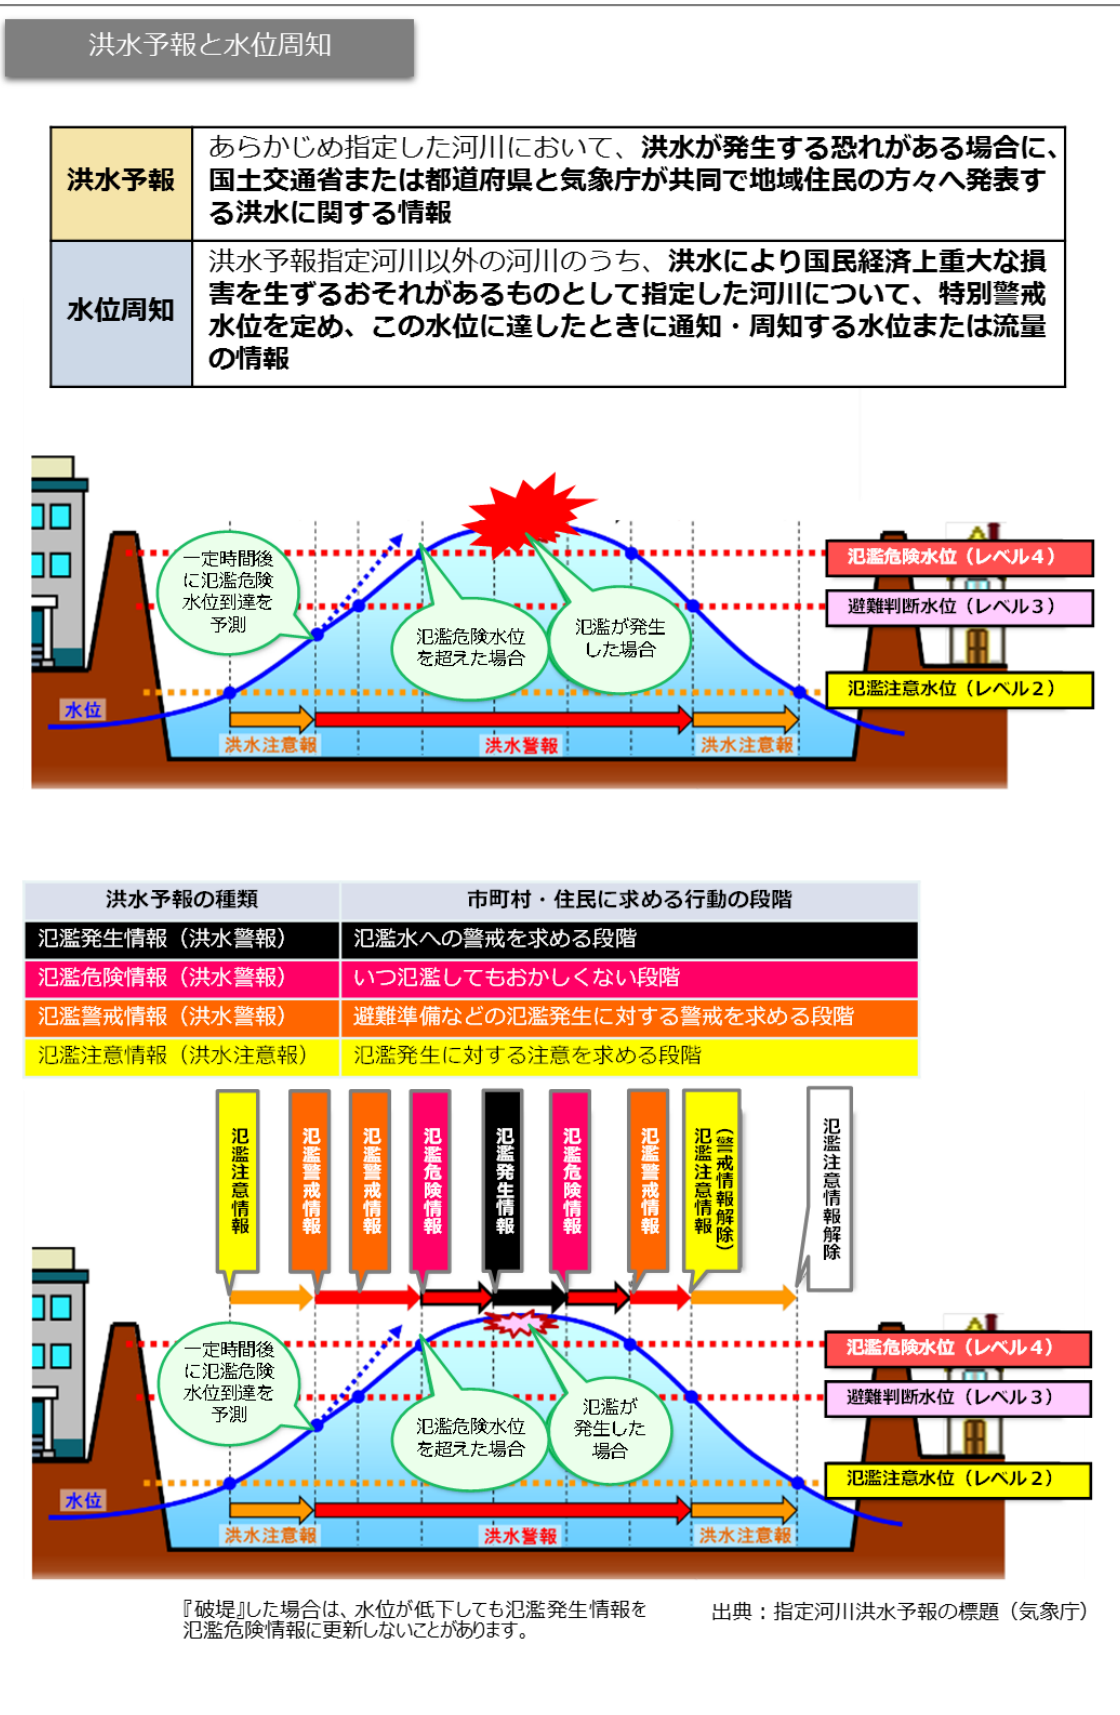 洪水予報と水位周知
洪水予報
あらかじめ指定した河川において、洪水が発生する恐れがある場合に、
国土交通省または都道府県と気象庁が共同で地域住民の方々へ発表す
る洪水に関する情報
水位周知
洪水予報指定河川以外の河川のうち、洪水により国民経済上重大な損
害を生ずるおそれがあるものとして指定した河川について、特別警戒
水位を定め、この水位に達したときに通知・周知する水位または流量
の情報
一定時間後
に氾濫危険
水位到達を
予測
氾濫危険水位
を超えた場合
氾濫が発生
した場合
氾濫危険水位（レベル４）
避難判断水位（レベル３）
氾濫注意水位（レベル２）
水位
洪水注意報
洪水警報
洪水注意報
洪水予報の種類
市町村・住民に求める行動の段階
氾濫発生情報（洪水警報）
氾濫水への警戒を求める段階
氾濫危険情報（洪水警報）
いつ氾濫してもおかしくない段階
氾濫警戒情報（洪水警報）
避難準備などの氾濫発生に対する警戒を求める段階
氾濫注意情報（洪水注意報）
氾濫発生に対する注意を求める段階
氾濫注意情報
氾濫警戒情報
氾濫警戒情報
氾濫危険情報
氾濫発生情報
氾濫危険情報
氾濫警戒情報
（警戒情報解除）
氾濫注意情報
氾濫注意情報解除
一定時間後
に氾濫危険
水位到達を
予測
氾濫危険水位
を超えた場合
氾濫が
発生した
場合
氾濫危険水位（レベル４）
避難判断水位（レベル３）
氾濫注意水位（レベル２）
水位
洪水注意報
洪水警報
洪水注意報
『破堤』した場合は、水位が低下しても氾濫発生情報を
氾濫危険情報に更新しないことがあります。
出典：指定河川洪水予報の標題（気象庁）